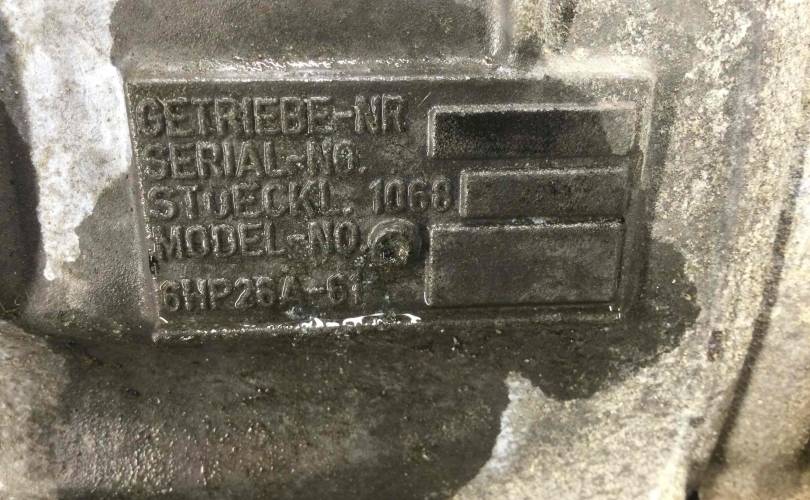 GETRIEBE-NR
SERIAL-NO.
STUECKL. 1068
MODEL-NO.
6HP26A-61